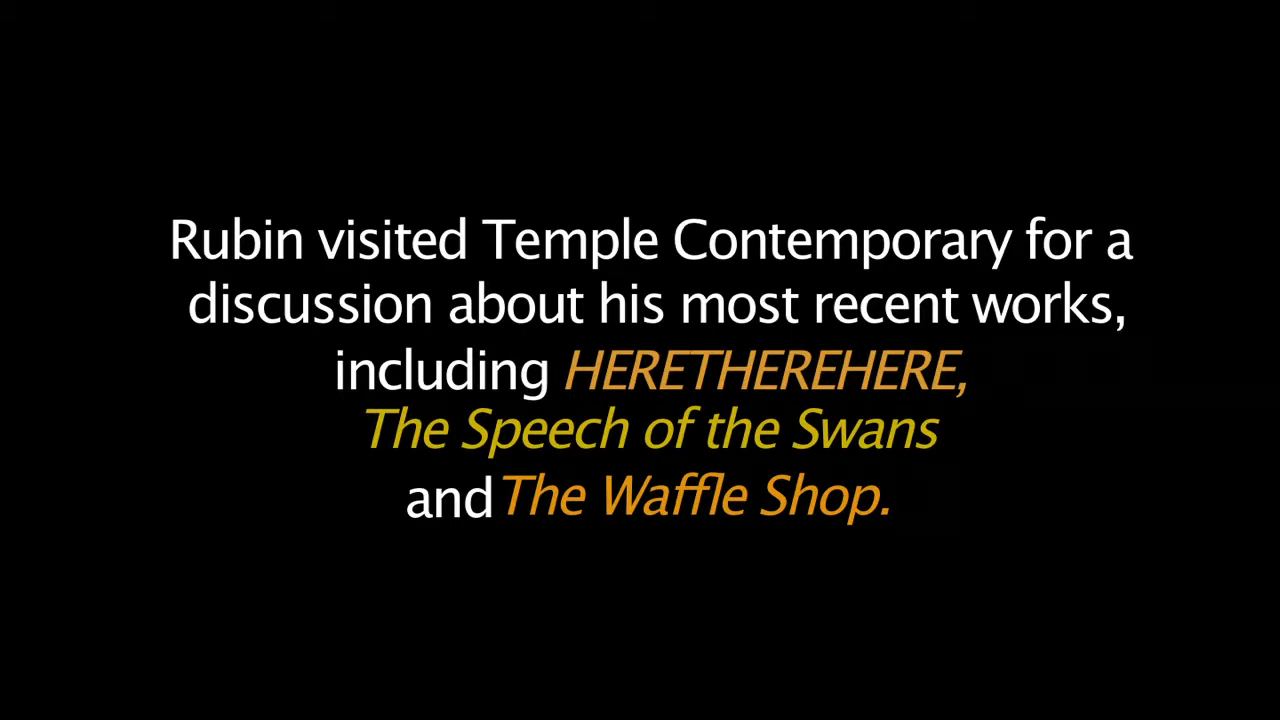 Rubin visited Temple Contemporary for a
discussion about his most recent works,
including HERETHEREHERE,
The Speech of the Swans
and The Waffle Shop.